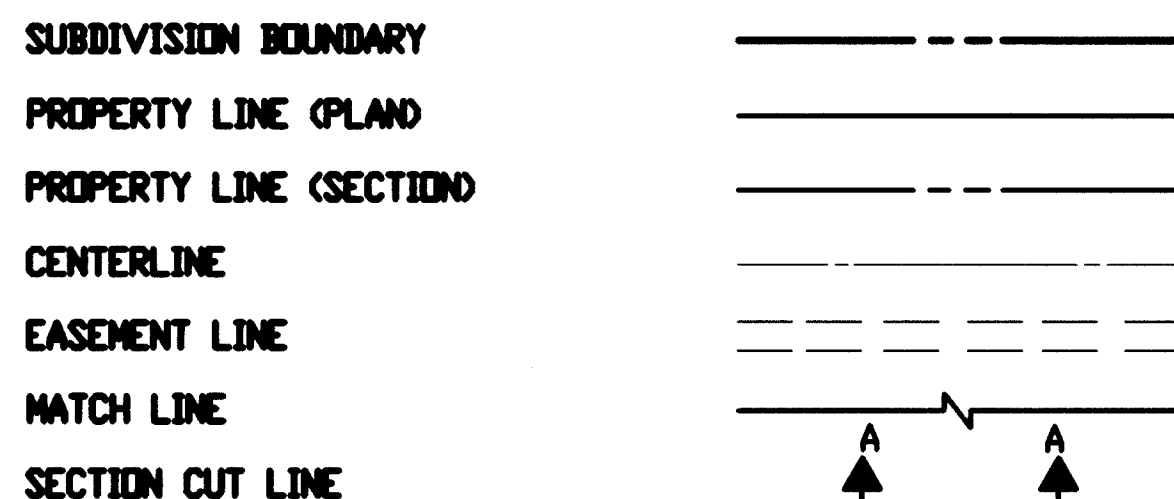 SUBDIVISION BOUNDARY
PROPERTY LINE (PLAN)
PROPERTY LINE (SECTION)
CENTERLINE
EASEMENT LINE
MATCH LINE
A A
SECTION CUT LINE